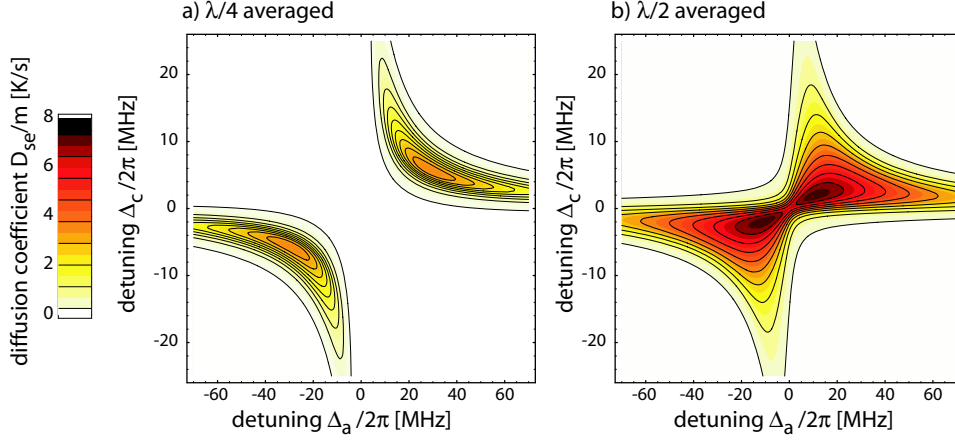 a) λ/4 averaged
b) λ/2 averaged
diffusion coefficient D_se/m [K/s]
8
6
4
2
0
detuning Δ_c/2π [MHz]
20
10
0
-10
-20
-60 -40 -20 0 20 40 60
detuning Δ_a/2π [MHz]
detuning Δ_c/2π [MHz]
20
10
0
-10
-20
-60 -40 -20 0 20 40 60
detuning Δ_a/2π [MHz]